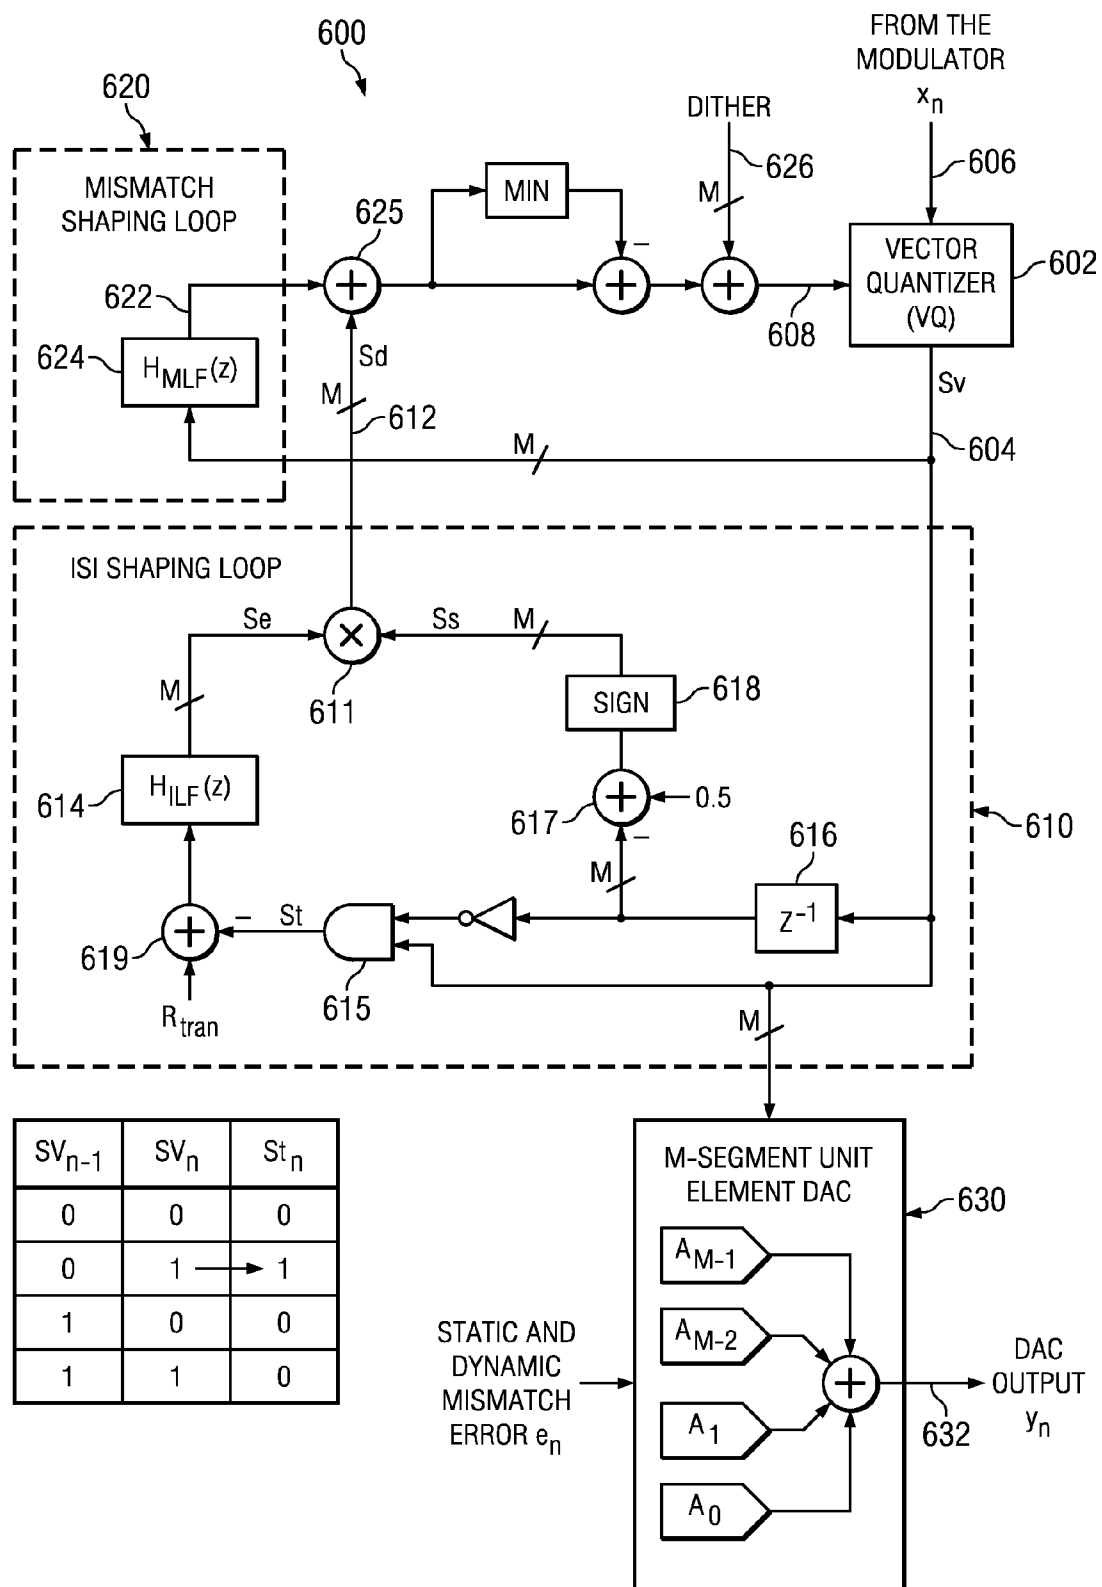 600
FROM THE
MODULATOR
xn
620
DITHER
626
606
MISMATCH
SHAPING LOOP
MIN
M
625
−
+
+
+
VECTOR
QUANTIZER
(VQ)
602
622
608
624
HMLF(z)
Sd
M
612
Sv
M
604
ISI SHAPING LOOP
Se
×
Ss
M
M
611
SIGN
618
614
HILF(z)
+
0.5
617
−
610
M
616
Z-1
−
St
+
619
615
Rtran
M
SVn-1 SVn Stn
0 0 0
0 1 1
1 0 0
1 1 0
M-SEGMENT UNIT
ELEMENT DAC
630
AM-1
AM-2
STATIC AND
DYNAMIC
MISMATCH
ERROR en
+
DAC
OUTPUT
yn
632
A1
A0